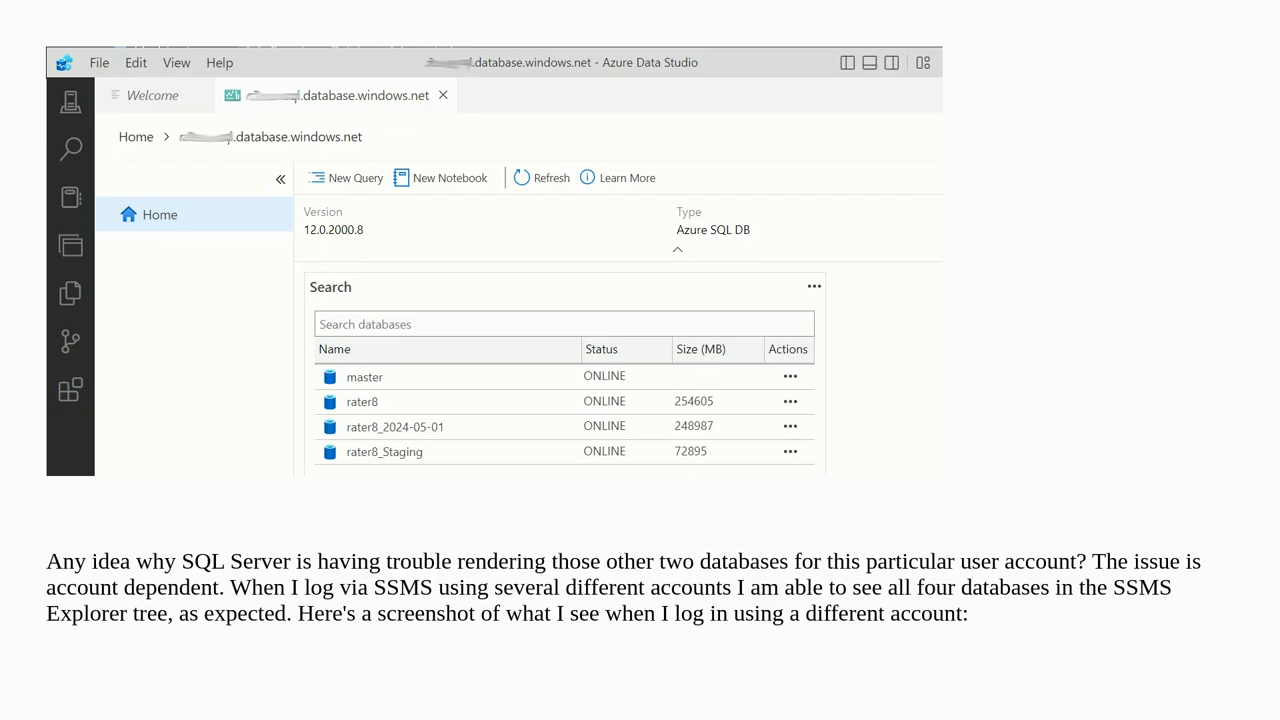 File Edit View Help .database.windows.net - Azure Data Studio
Welcome .database.windows.net
Home > .database.windows.net
« New Query New Notebook Refresh Learn More
Home
Version Type
12.0.2000.8 Azure SQL DB
Search
Search databases
Name Status Size (MB) Actions
master ONLINE
rater8 ONLINE 254605
rater8_2024-05-01 ONLINE 248987
rater8_Staging ONLINE 72895
Any idea why SQL Server is having trouble rendering those other two databases for this particular user account? The issue is
account dependent. When I log via SSMS using several different accounts I am able to see all four databases in the SSMS
Explorer tree, as expected. Here's a screenshot of what I see when I log in using a different account: